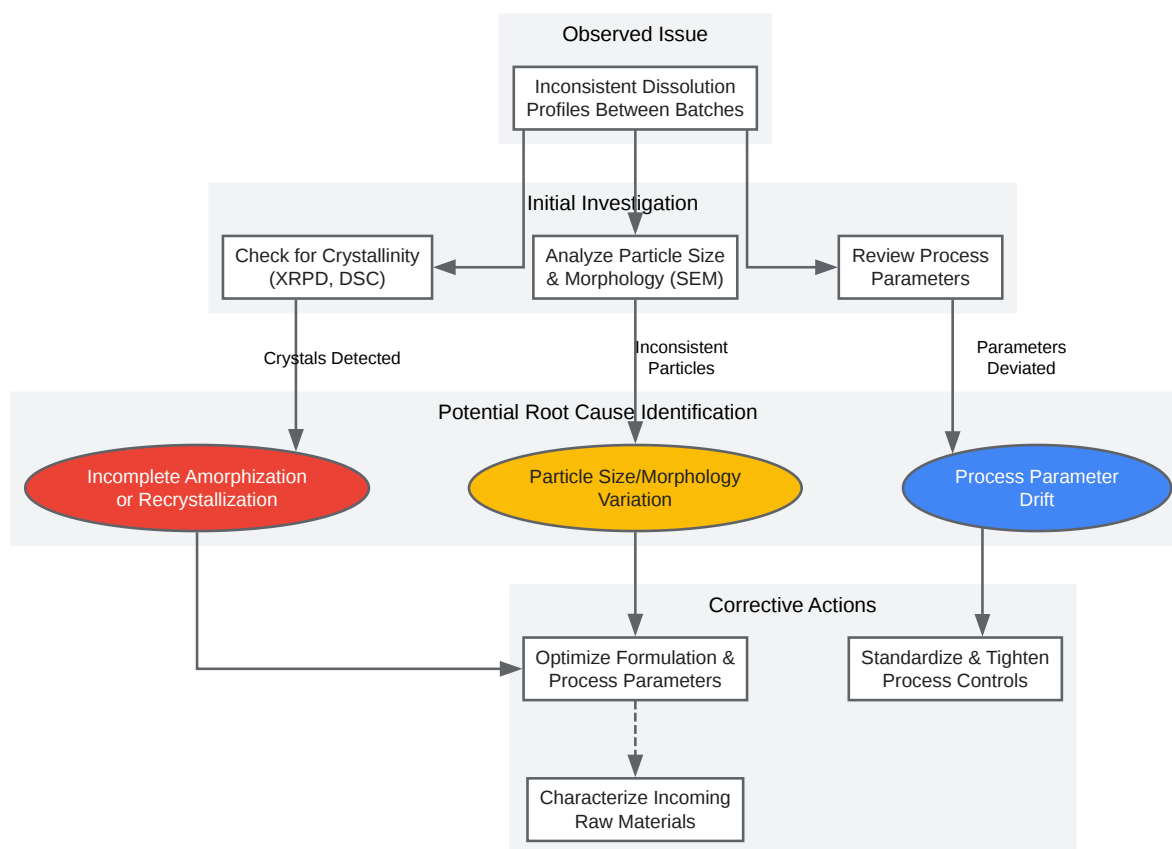 Observed Issue
Inconsistent Dissolution
Profiles Between Batches
Initial Investigation
Check for Crystallinity
(XRPD, DSC)
Analyze Particle Size
& Morphology (SEM)
Review Process
Parameters
Crystals Detected
Inconsistent
Particles
Parameters
Deviated
Potential Root Cause Identification
Incomplete Amorphization
or Recrystallization
Particle Size/Morphology
Variation
Process Parameter
Drift
Corrective Actions
Optimize Formulation &
Process Parameters
Standardize & Tighten
Process Controls
Characterize Incoming
Raw Materials